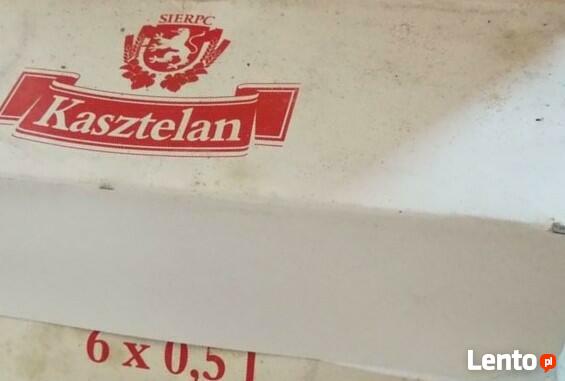 SIERPC
Kasztelan
6 x 0,5 l
Lento.pl